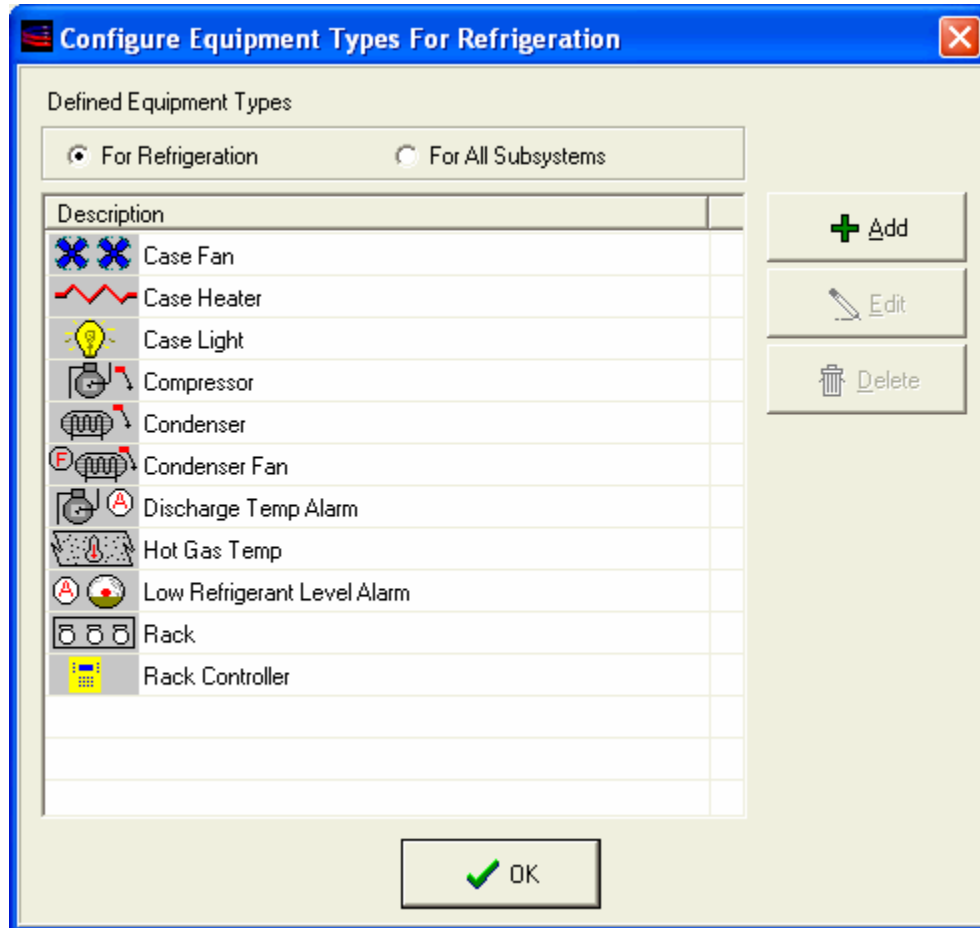 Configure Equipment Types For Refrigeration
Defined Equipment Types
For Refrigeration
For All Subsystems
Description
Case Fan
Case Heater
Case Light
Compressor
Condenser
F
Condenser Fan
A
Discharge Temp Alarm
Hot Gas Temp
A
Low Refrigerant Level Alarm
Rack
Rack Controller
Add
Edit
Delete
OK